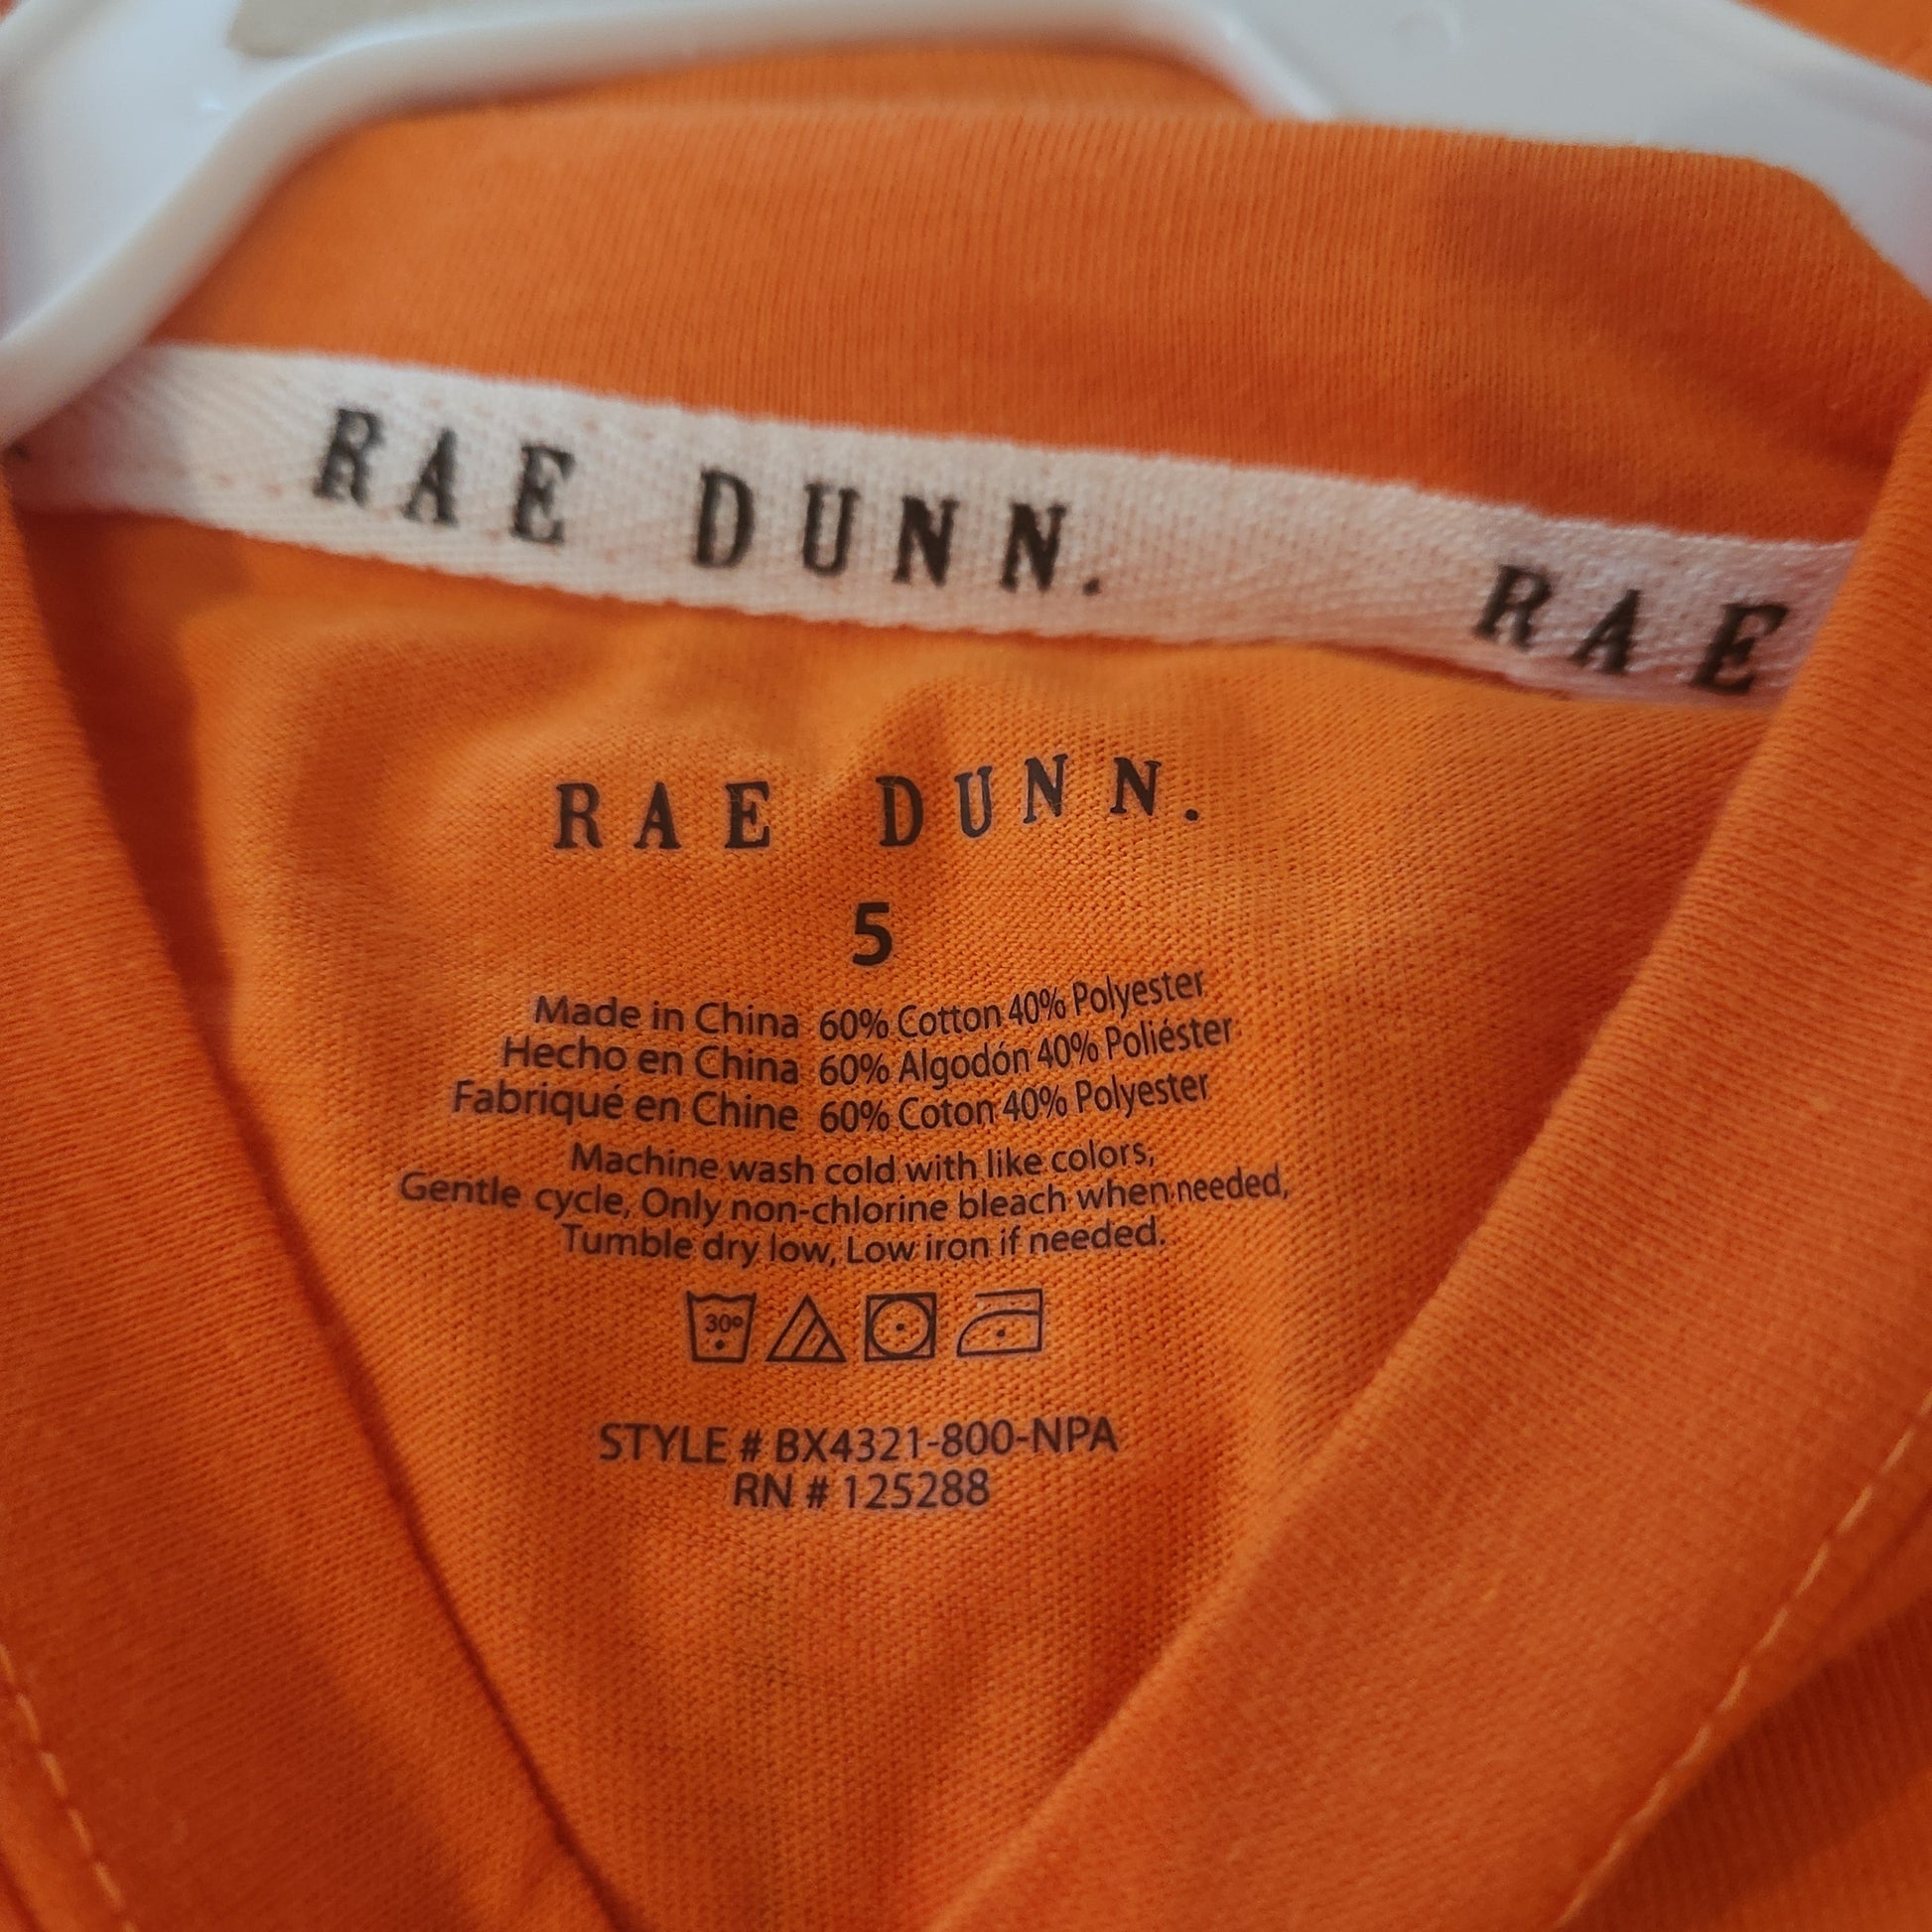 RAE DUNN. RAE
RAE DUNN.
5
Made in China 60% Cotton 40% Polyester
Hecho en China 60% Algodón 40% Poliéster
Fabriqué en Chine 60% Coton 40% Polyester
Machine wash cold with like colors,
Gentle cycle, Only non-chlorine bleach when needed,
Tumble dry low, Low iron if needed.
30º
STYLE # BX4321-800-NPA
RN # 125288